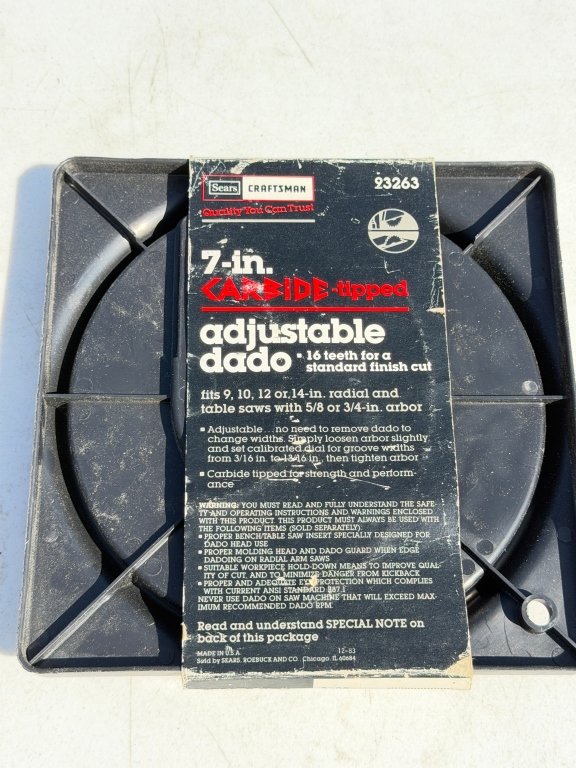 Sears CRAFTSMAN 23263
Quality You Can Trust
7-in.
CARBIDE-tipped
adjustable
dado • 16 teeth for a
standard finish cut
fits 9, 10, 12 or 14-in. radial and
table saws with 5/8 or 3/4-in. arbor
■ Adjustable...no need to remove dado to
change widths. Simply loosen arbor slightly
and set calibrated dial for groove widths
from 3/16 in. to 13/16 in., then tighten arbor
■ Carbide tipped for strength and perform-
ance
WARNING: YOU MUST READ AND FULLY UNDERSTAND THE SAFE-
TY AND OPERATING INSTRUCTIONS AND WARNINGS ENCLOSED
WITH THIS PRODUCT. THIS PRODUCT MUST ALWAYS BE USED WITH
THE FOLLOWING ITEMS (SOLD SEPARATELY):
■ PROPER BENCH/TABLE SAW INSERT SPECIALLY DESIGNED FOR
DADO HEAD USE
■ PROPER MOLDING HEAD AND DADO GUARD WHEN EDGE
DADOING ON RADIAL ARM SAWS
■ SUITABLE WORKPIECE HOLD-DOWN MEANS TO IMPROVE QUAL-
ITY OF CUT, AND TO MINIMIZE DANGER FROM KICKBACK
■ PROPER AND ADEQUATE EYE PROTECTION WHICH COMPLIES
WITH CURRENT ANSI STANDARD Z87.1
NEVER USE DADO ON SAW MACHINE THAT WILL EXCEED MAX-
IMUM RECOMMENDED DADO RPM
Read and understand SPECIAL NOTE on
back of this package
MADE IN U.S.A. 12-83
Sold by SEARS, ROEBUCK AND CO. Chicago, IL 60684